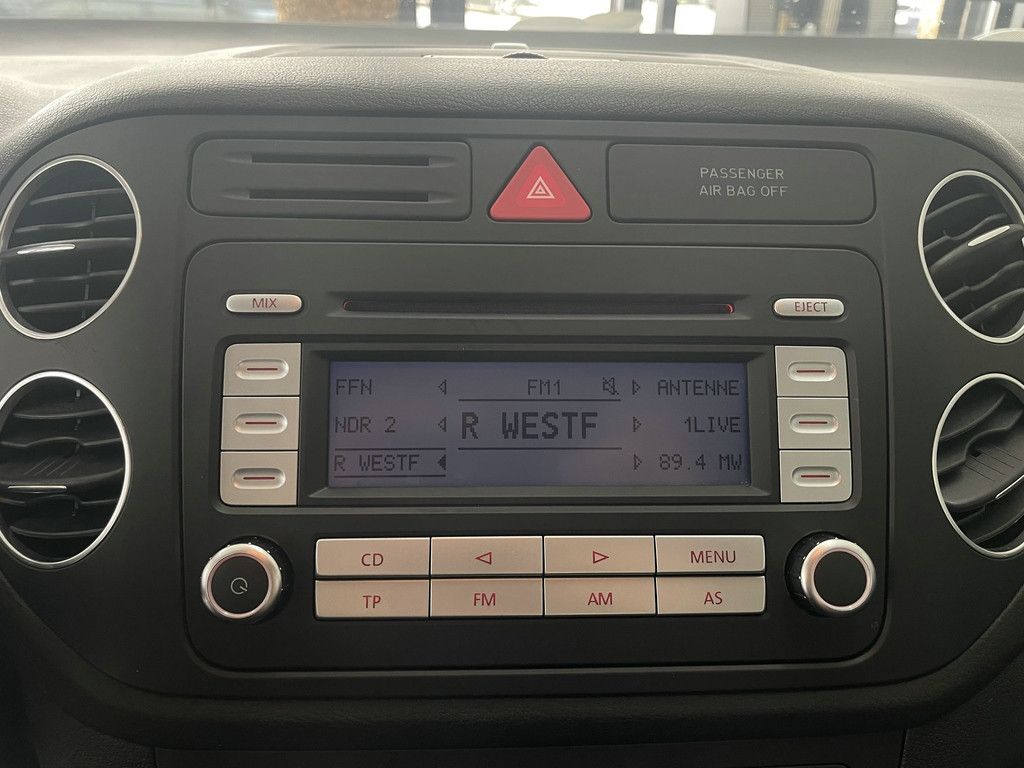 PASSENGER
AIR BAG OFF
MIX
EJECT
FFN FM1 ANTENNE
NDR 2 R WESTF 1LIVE
R WESTF 89.4 MW
CD MENU
TP FM AM AS